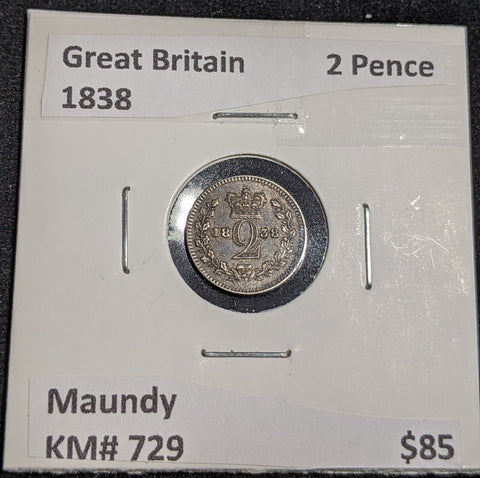 Great Britain 2 Pence
1838
18 2 38
Maundy
KM# 729 $85